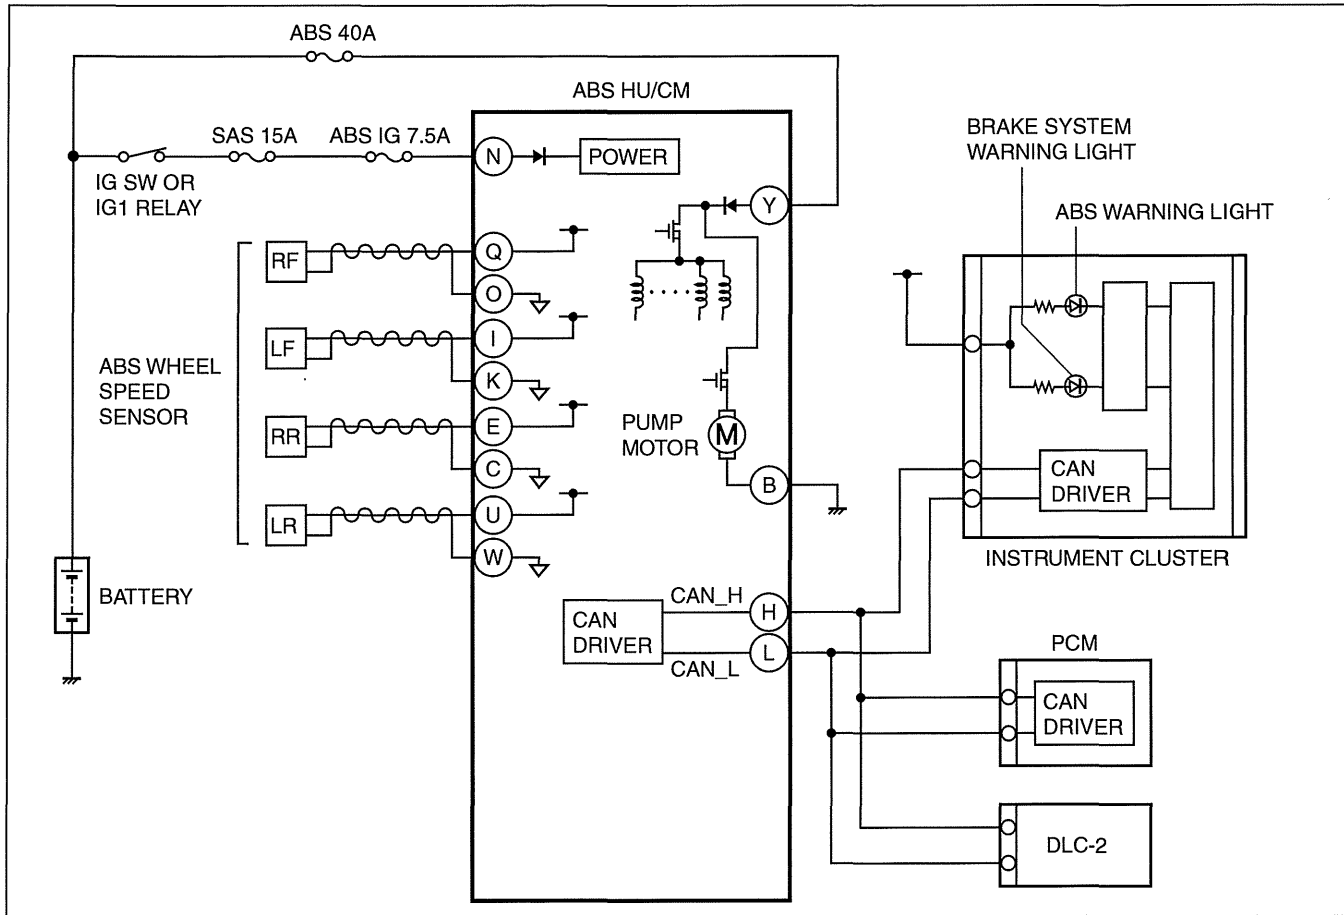 ABS 40A
ABS HU/CM
SAS 15A
ABS IG 7.5A
IG SW OR
IG1 RELAY
N
POWER
Y
BRAKE SYSTEM
WARNING LIGHT
ABS WARNING LIGHT
ABS WHEEL
SPEED
SENSOR
RF
Q
O
LF
I
K
RR
E
C
LR
U
W
PUMP
MOTOR
M
B
CAN
DRIVER
INSTRUMENT CLUSTER
BATTERY
CAN
DRIVER
CAN_H
H
CAN_L
L
PCM
CAN
DRIVER
DLC-2